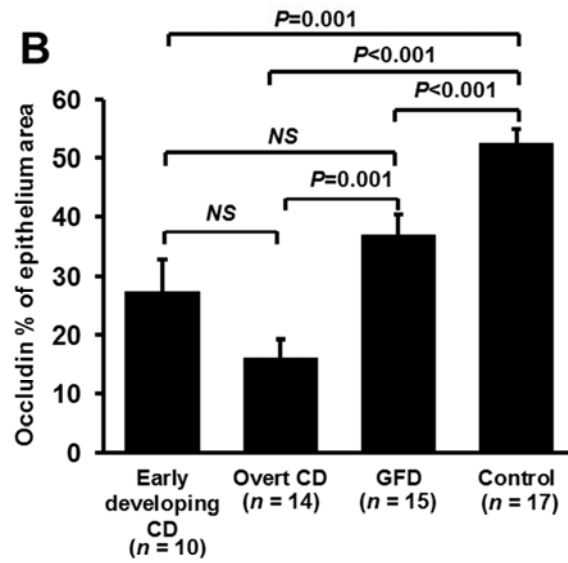 B
P=0.001
P<0.001
P<0.001
NS
P=0.001
NS
Occludin % of epithelium area
60
50
40
30
20
10
0
Early
developing
CD
(n = 10)
Overt CD
(n = 14)
GFD
(n = 15)
Control
(n = 17)